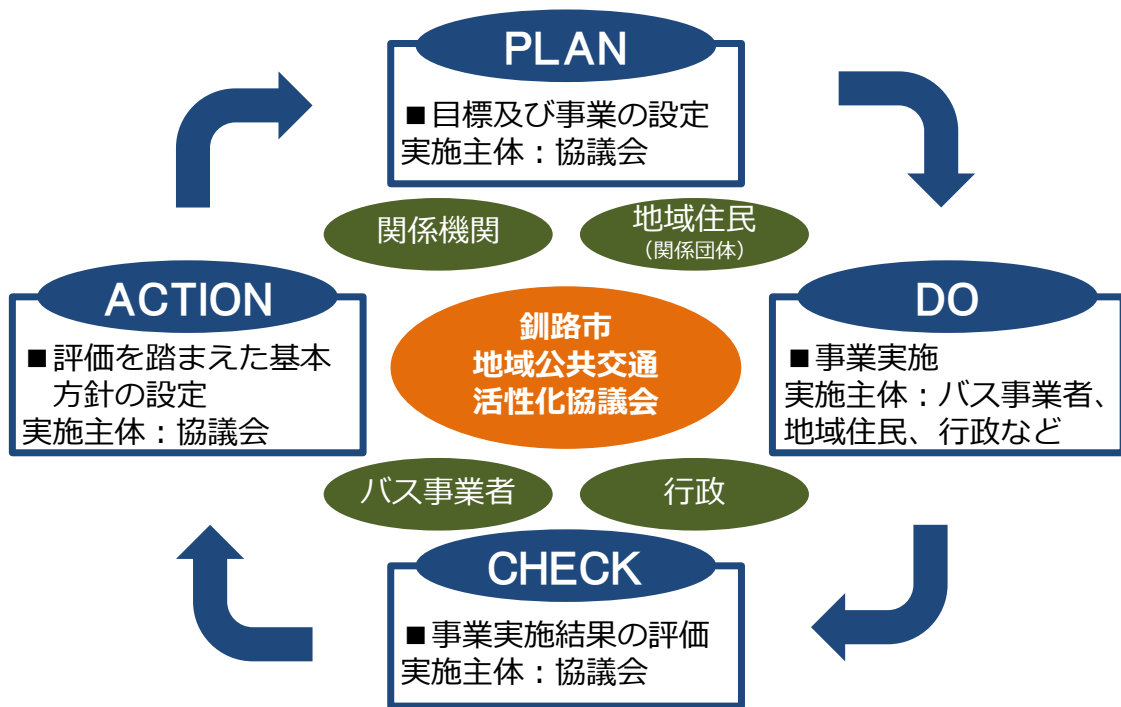 PLAN
■目標及び事業の設定
実施主体：協議会
関係機関
地域住民
（関係団体）
ACTION
■評価を踏まえた基本
方針の設定
実施主体：協議会
釧路市
地域公共交通
活性化協議会
DO
■事業実施
実施主体：バス事業者、
地域住民、行政など
バス事業者
行政
CHECK
■事業実施結果の評価
実施主体：協議会